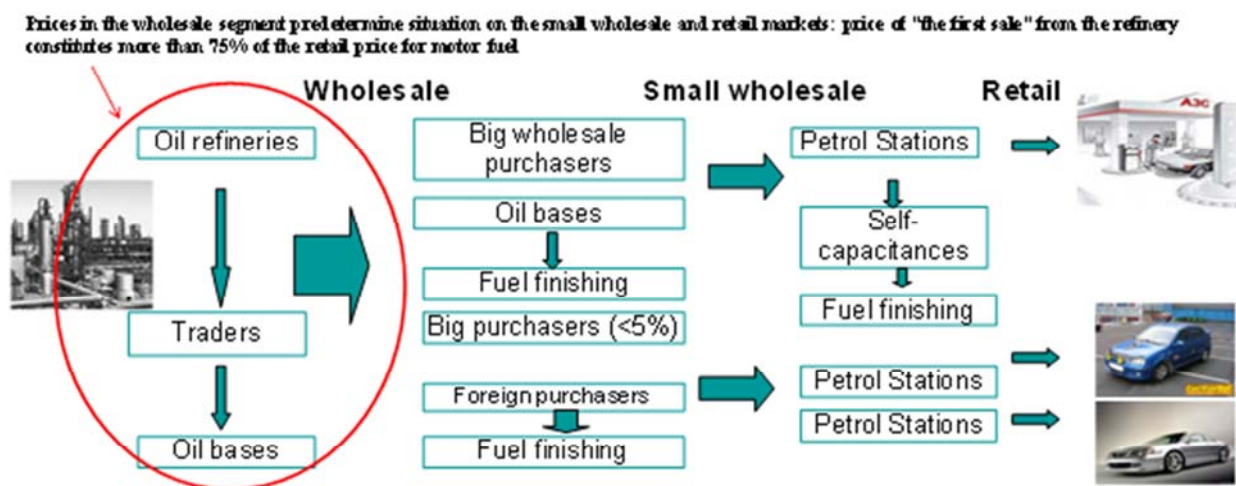 Prices in the wholesale segment predetermine situation on the small wholesale and retail markets: price of "the first sale" from the refinery
constitutes more than 75% of the retail price for motor fuel
Wholesale
Small wholesale
Retail
Oil refineries
Traders
Oil bases
Big wholesale
purchasers
Oil bases
Fuel finishing
Big purchasers (<5%)
Foreign purchasers
Fuel finishing
Petrol Stations
Self-
capacitances
Fuel finishing
Petrol Stations
Petrol Stations
АЗС